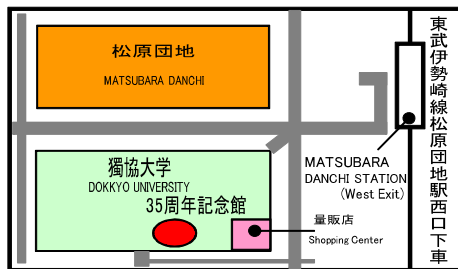 松原団地
MATSUBARA DANCHI
獨協大学
DOKKYO UNIVERSITY
35周年記念館
MATSUBARA
DANCHI STATION
(West Exit)
量販店
Shopping Center
東武伊勢崎線松原団地駅西口下車